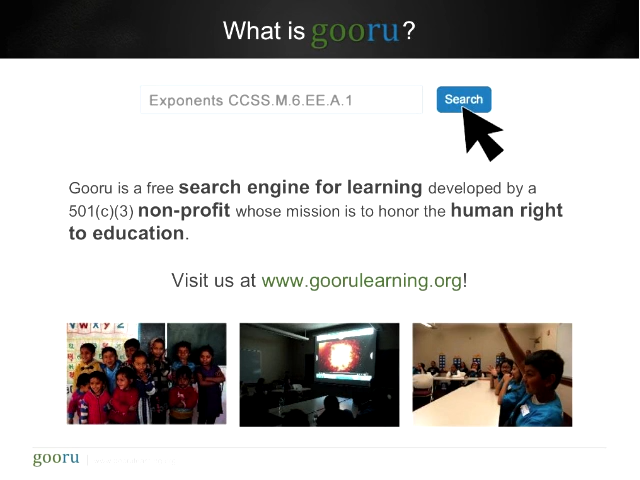 What is gooru?
Exponents CCSS.M.6.EE.A.1
Search
Gooru is a free search engine for learning developed by a
501(c)(3) non-profit whose mission is to honor the human right
to education.
Visit us at www.goorulearning.org!
v w x y z
gooru